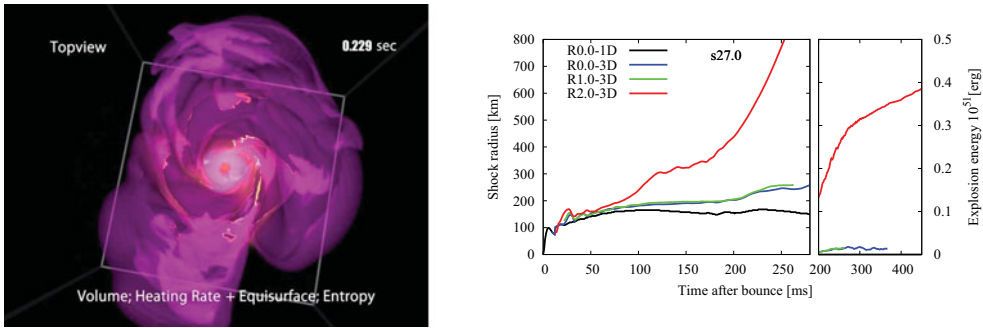 Topview
0.229 sec
Volume; Heating Rate + Equisurface; Entropy
s27.0
R0.0-1D
R0.0-3D
R1.0-3D
R2.0-3D
Shock radius [km]
800
700
600
500
400
300
200
100
0
0 50 100 150 200 250
Time after bounce [ms]
200 300 400
0.5
0.4
0.3
0.2
0.1
0
Explosion energy 10^51 [erg]